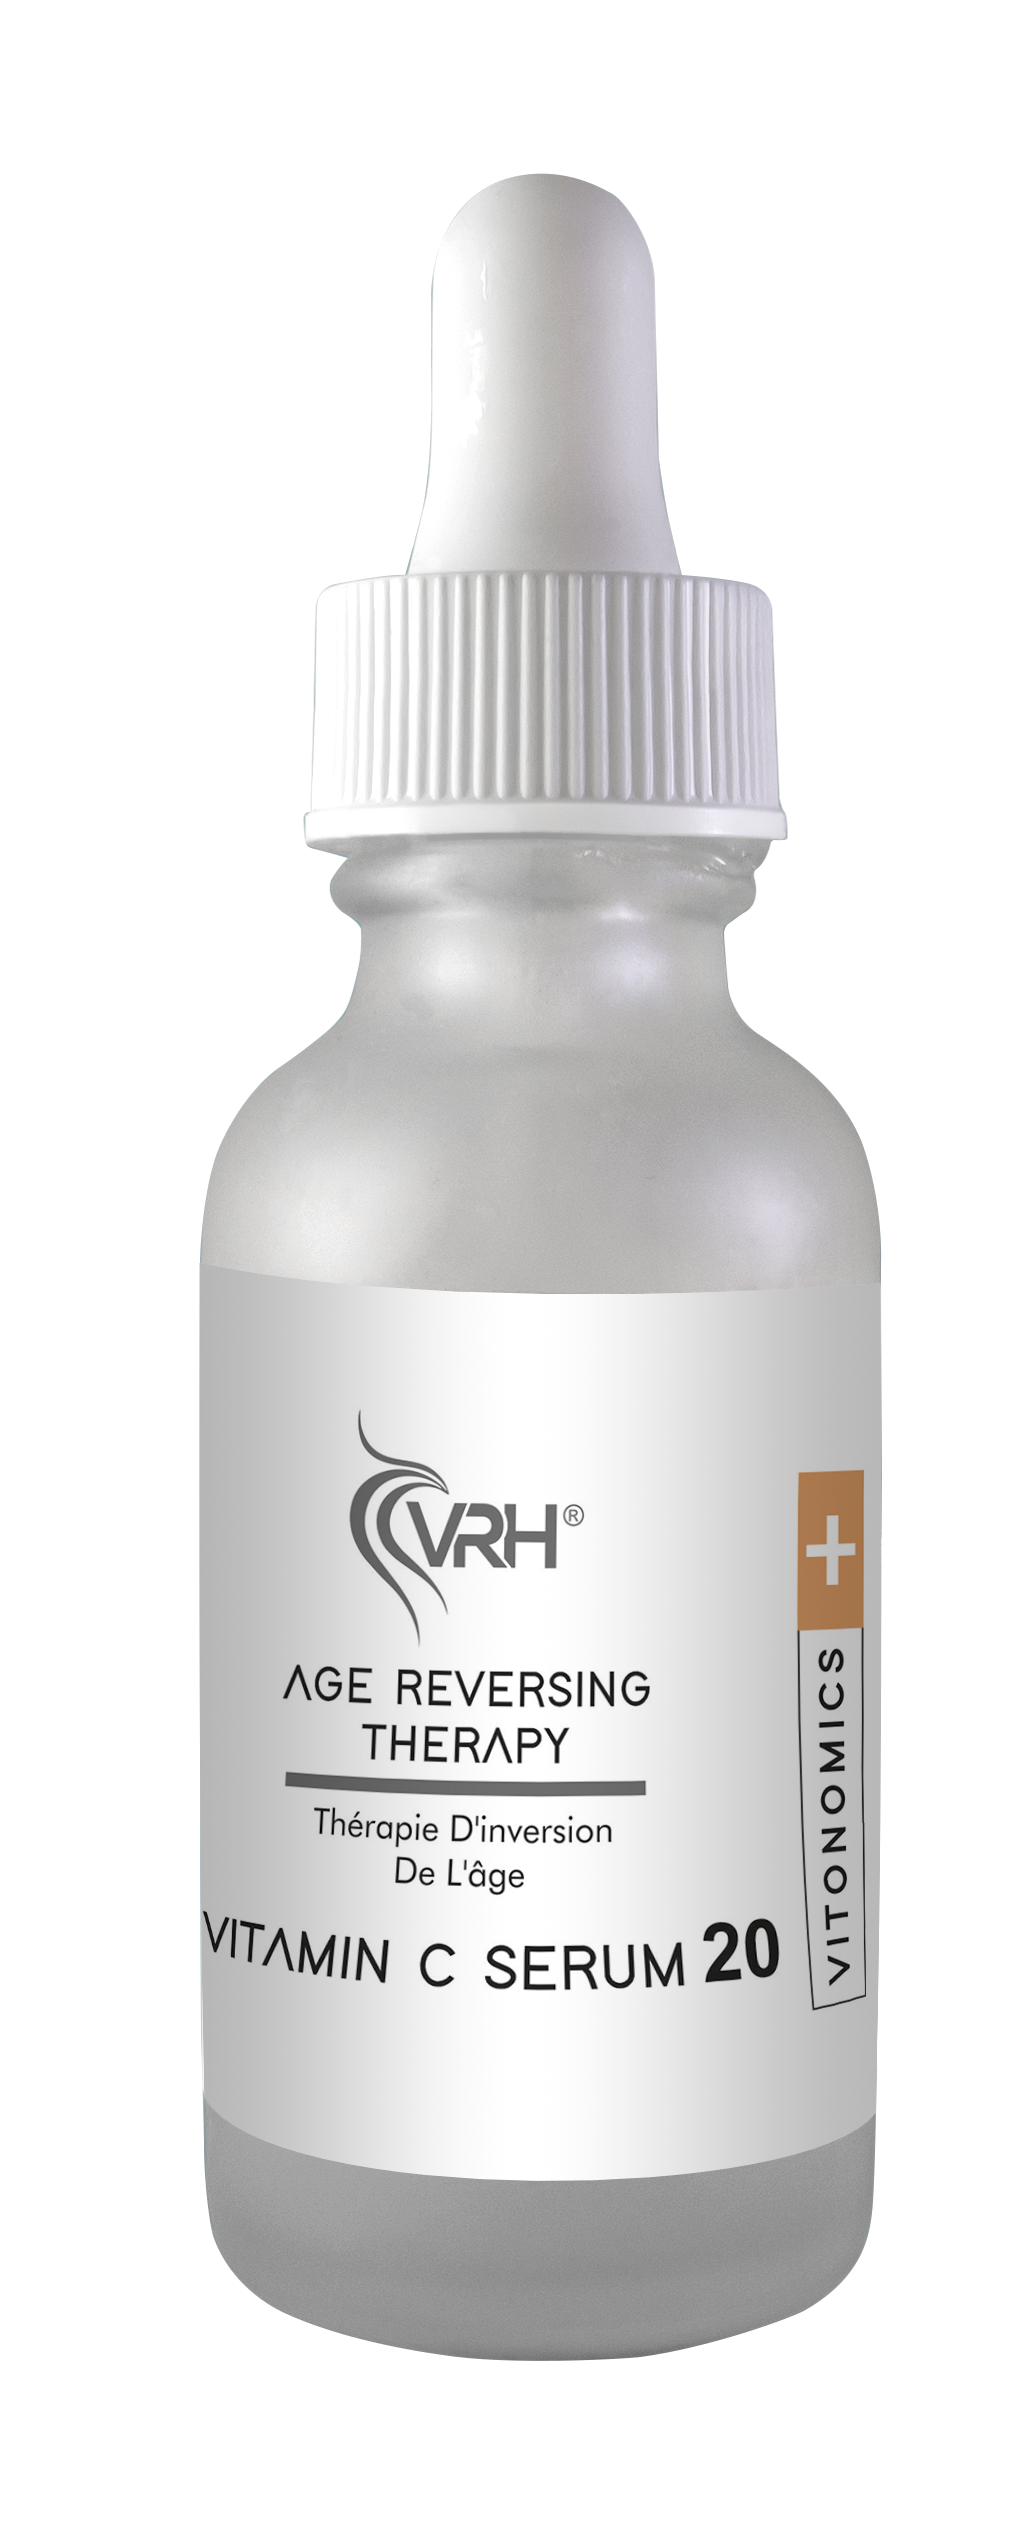 VRH®
AGE REVERSING
THERAPY
Thérapie D'inversion
De L'âge
VITAMIN C SERUM 20
+
VITONOMICS